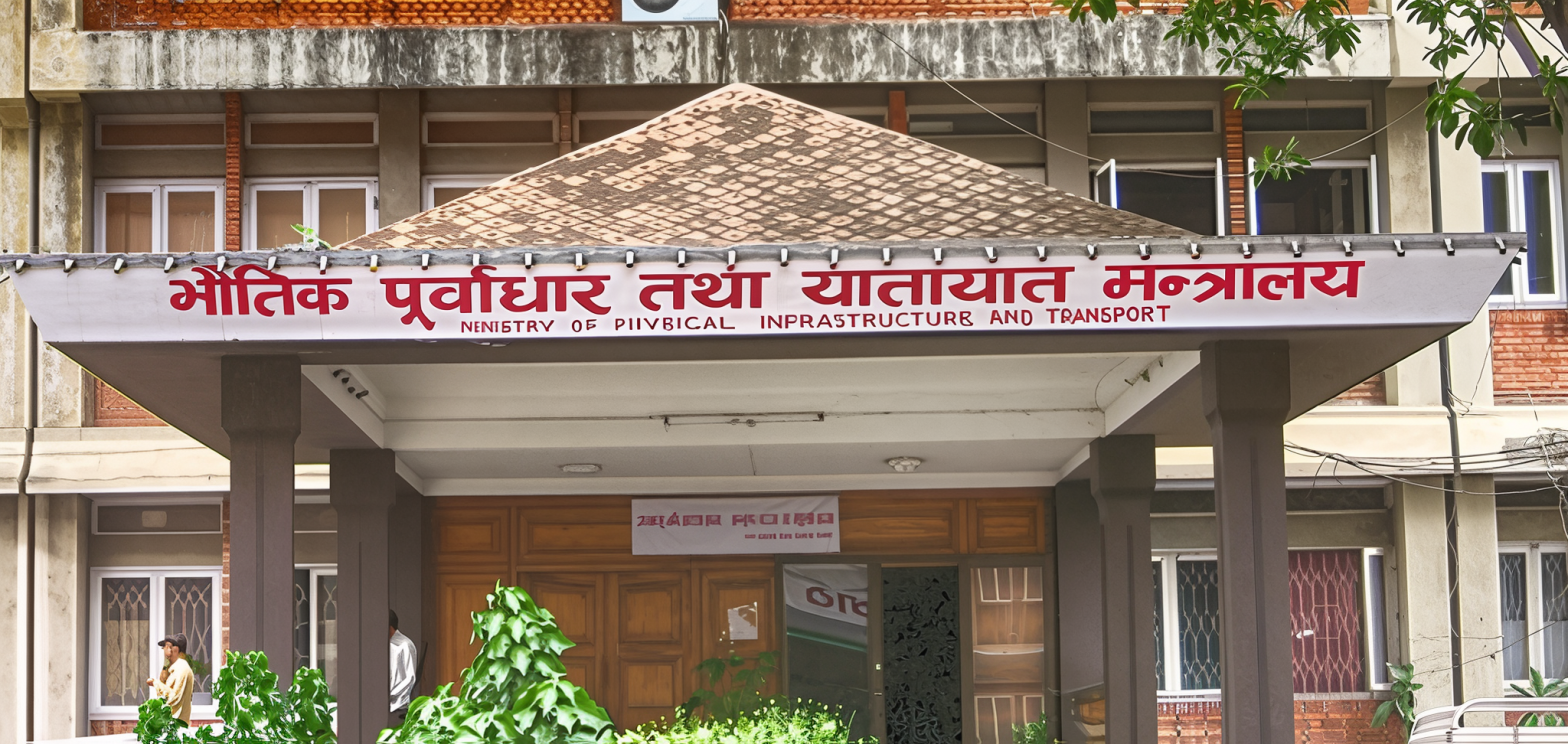 भौतिक पूर्वाधार तथा यातायात मन्त्रालय
NENISTRY OF PIIVBICAL INPRASTRUCTURB AND TRANSPORT